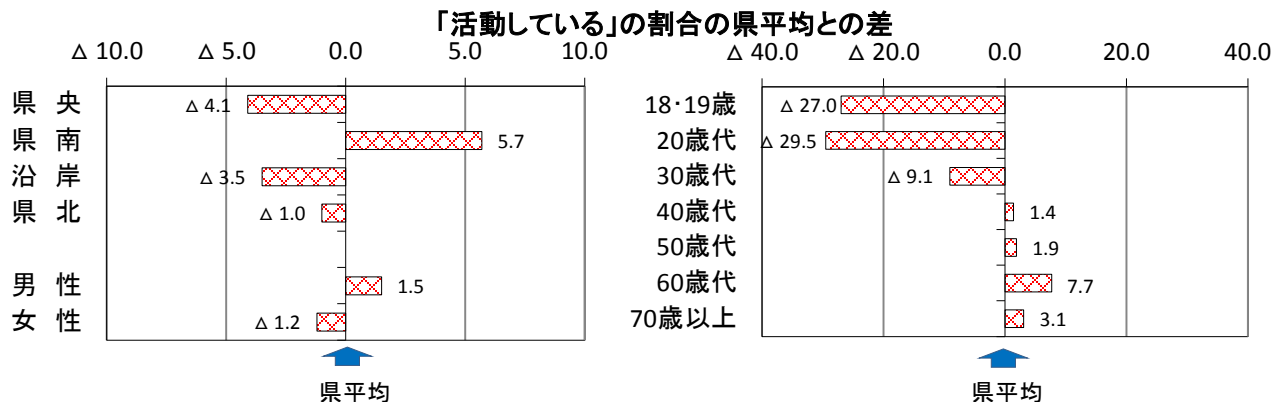 「活動している」の割合の県平均との差
Δ 10.0 Δ 5.0 0.0 5.0 10.0
県 央 Δ 4.1
県 南 5.7
沿 岸 Δ 3.5
県 北 Δ 1.0
男 性 1.5
女 性 Δ 1.2
県平均
Δ 40.0 Δ 20.0 0.0 20.0 40.0
18･19歳 Δ 27.0
20歳代 Δ 29.5
30歳代 Δ 9.1
40歳代 1.4
50歳代 1.9
60歳代 7.7
70歳以上 3.1
県平均